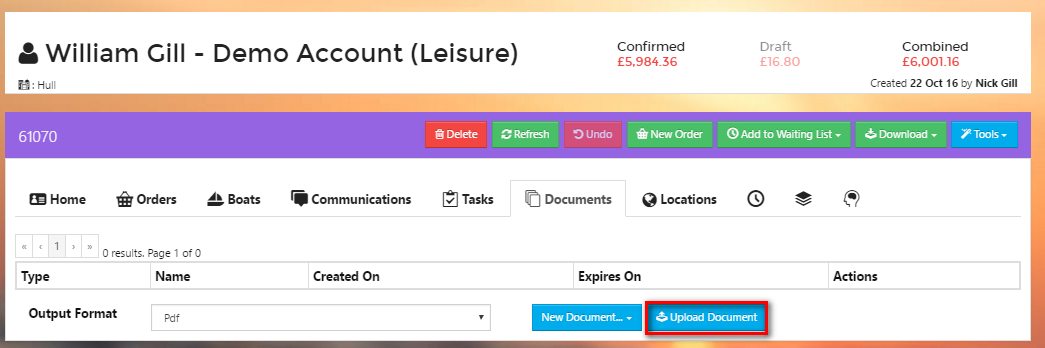 William Gill - Demo Account (Leisure)
Confirmed Draft Combined
£5,984.36 £16.80 £6,001.16
: Hull
Created 22 Oct 16 by Nick Gill
61070
Delete Refresh Undo New Order Add to Waiting List Download Tools
Home Orders Boats Communications Tasks Documents Locations
« ‹ 1 › » 0 results. Page 1 of 0
Type Name Created On Expires On Actions
Output Format Pdf New Document... Upload Document